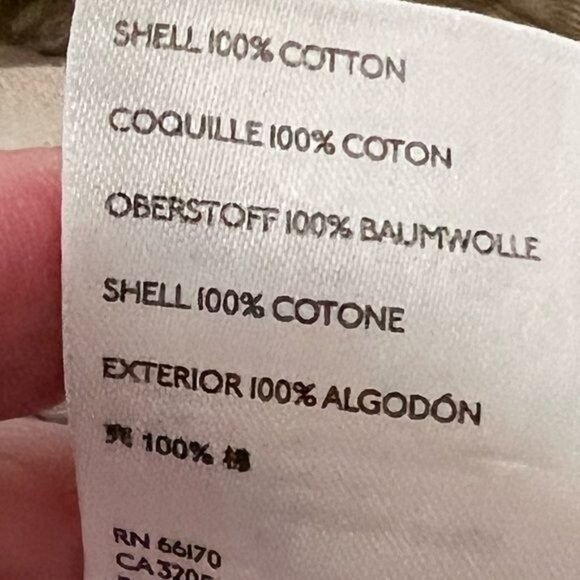 SHELL 100% COTTON
COQUILLE 100% COTON
OBERSTOFF 100% BAUMWOLLE
SHELL 100% COTONE
EXTERIOR 100% ALGODÓN
100% 棉
RN 66170